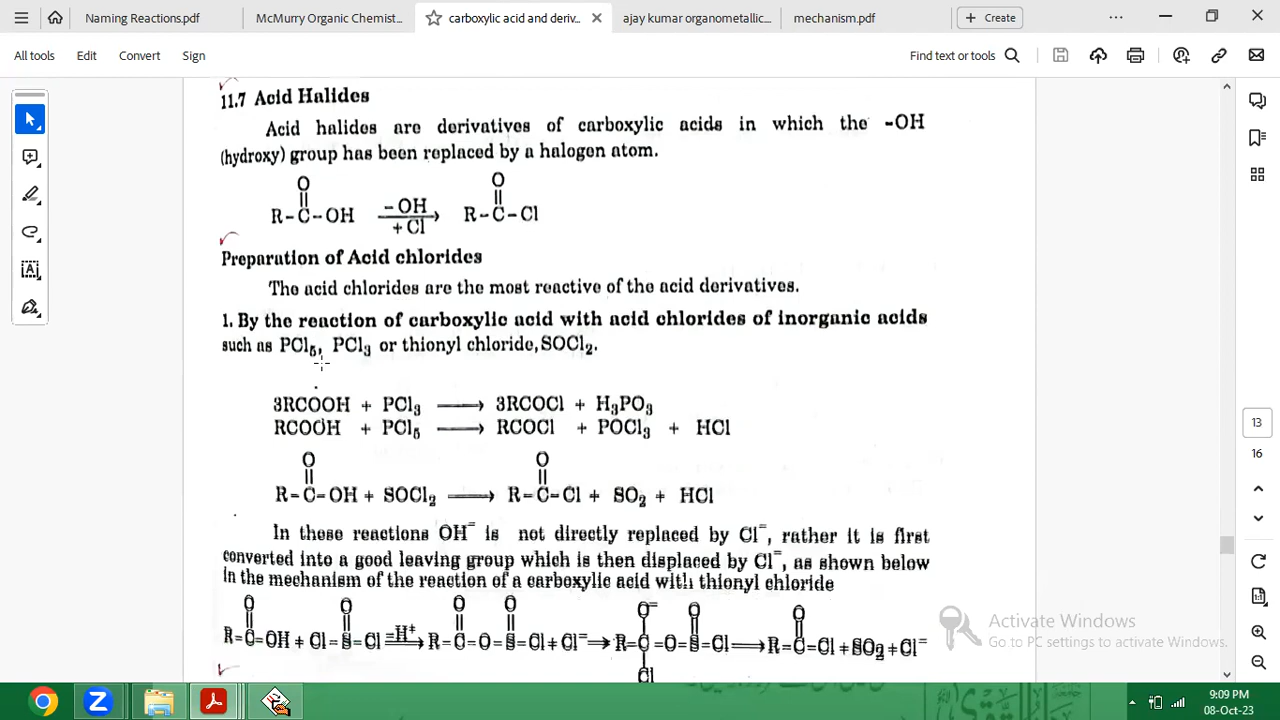 Naming Reactions.pdf
McMurry Organic Chemist...
carboxylic acid and deriv...
ajay kumar organometallic...
mechanism.pdf
Create
All tools
Edit
Convert
Sign
Find text or tools
11.7 Acid Halides
Acid halides are derivatives of carboxylic acids in which the -OH
(hydroxy) group has been replaced by a halogen atom.
O O
R-C-OH -OH R-C-Cl
+Cl
Preparation of Acid chlorides
The acid chlorides are the most reactive of the acid derivatives.
1. By the reaction of carboxylic acid with acid chlorides of inorganic acids
such as PCl₅, PCl₃ or thionyl chloride, SOCl₂.
3RCOOH + PCl₃ → 3RCOCl + H₃PO₃
RCOOH + PCl₅ → RCOCl + POCl₃ + HCl
O O
R-C-OH + SOCl₂ → R-C-Cl + SO₂ + HCl
In these reactions OH⁻ is not directly replaced by Cl⁻, rather it is first
converted into a good leaving group which is then displaced by Cl⁻, as shown below
in the mechanism of the reaction of a carboxylic acid with thionyl chloride
O O O O O⁻ O O
R-C-OH + Cl-S-Cl -H⁺ R-C-O-S-Cl + Cl⁻ → R-C-O-S-Cl → R-C-Cl + SO₂ + Cl⁻
Cl
13
16
Activate Windows
Go to PC settings to activate Windows.
9:09 PM
08-Oct-23